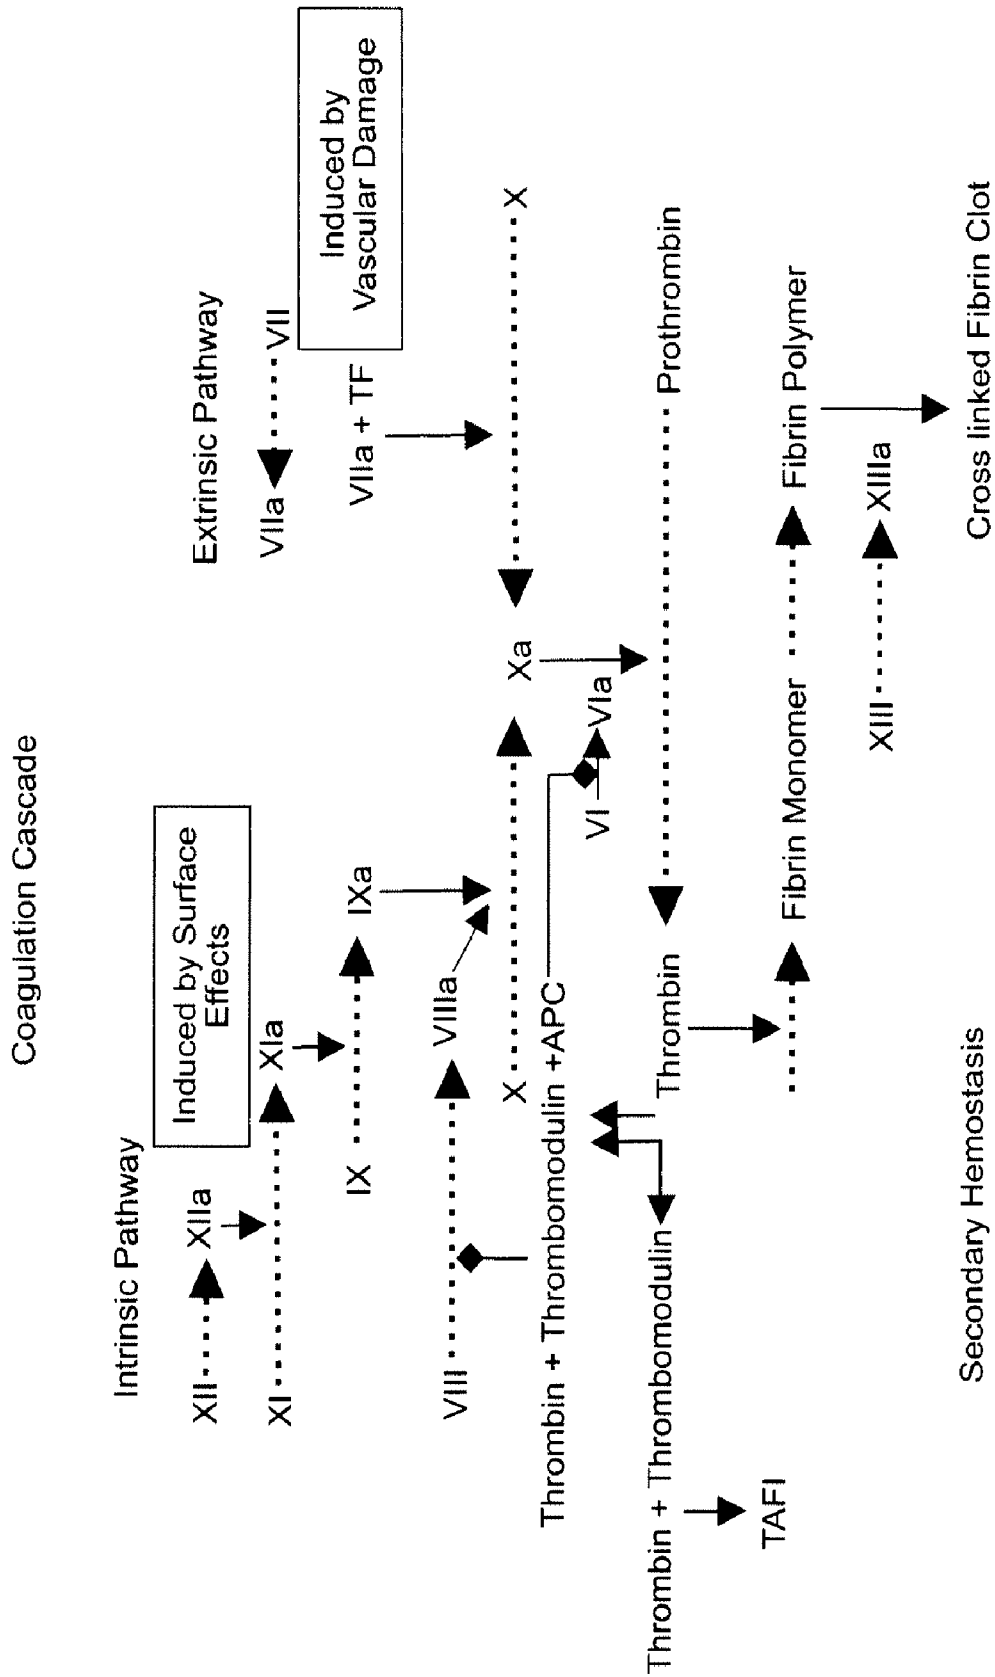 Coagulation Cascade
Intrinsic Pathway
Extrinsic Pathway
XII
XIIa
Induced by Surface
Effects
VIIa
VII
XI
XIa
VIIa + TF
Induced by
Vascular Damage
IX
IXa
VIII
VIIIa
X
Xa
X
Thrombin + Thrombomodulin +APC
VI
VIa
Thrombin + Thrombomodulin
Thrombin
Prothrombin
TAFI
Fibrin Monomer
Fibrin Polymer
XIII
XIIIa
Secondary Hemostasis
Cross linked Fibrin Clot